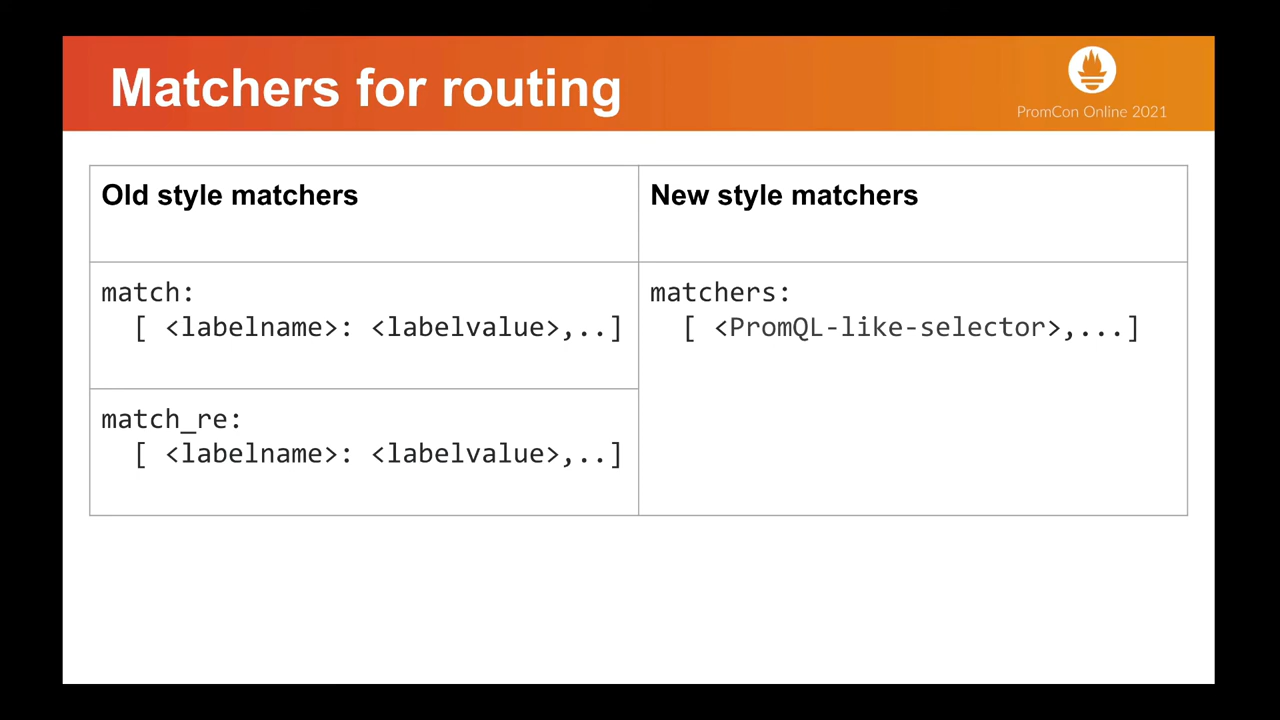 Matchers for routing
PromCon Online 2021
Old style matchers
New style matchers
match:
[ <labelname>: <labelvalue>,..]
matchers:
[ <PromQL-like-selector>,...]
match_re:
[ <labelname>: <labelvalue>,..]